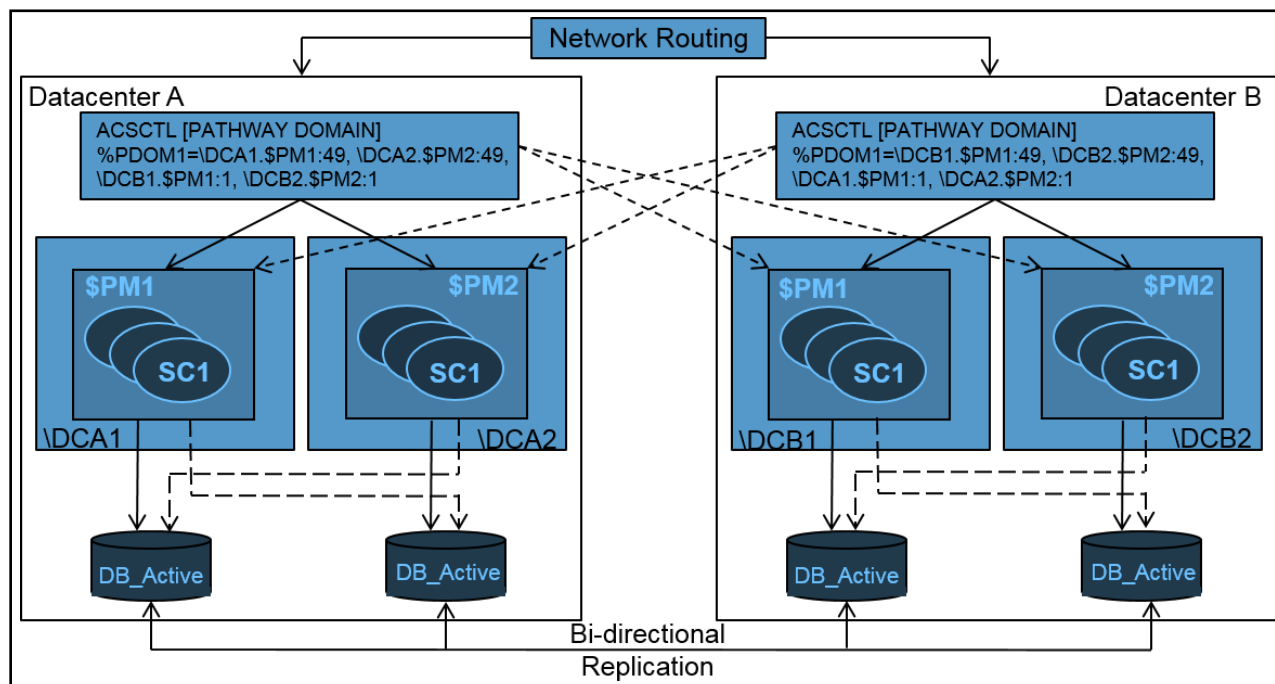 Network Routing
Datacenter A
ACSCTL [PATHWAY DOMAIN]
%PDOM1=\DCA1.$PM1:49, \DCA2.$PM2:49,
\DCB1.$PM1:1, \DCB2.$PM2:1
$PM1
SC1
\DCA1
$PM2
SC1
\DCA2
DB_Active
DB_Active
Datacenter B
ACSCTL [PATHWAY DOMAIN]
%PDOM1=\DCB1.$PM1:49, \DCB2.$PM2:49,
\DCA1.$PM1:1, \DCA2.$PM2:1
$PM1
SC1
\DCB1
$PM2
SC1
\DCB2
DB_Active
DB_Active
Bi-directional
Replication